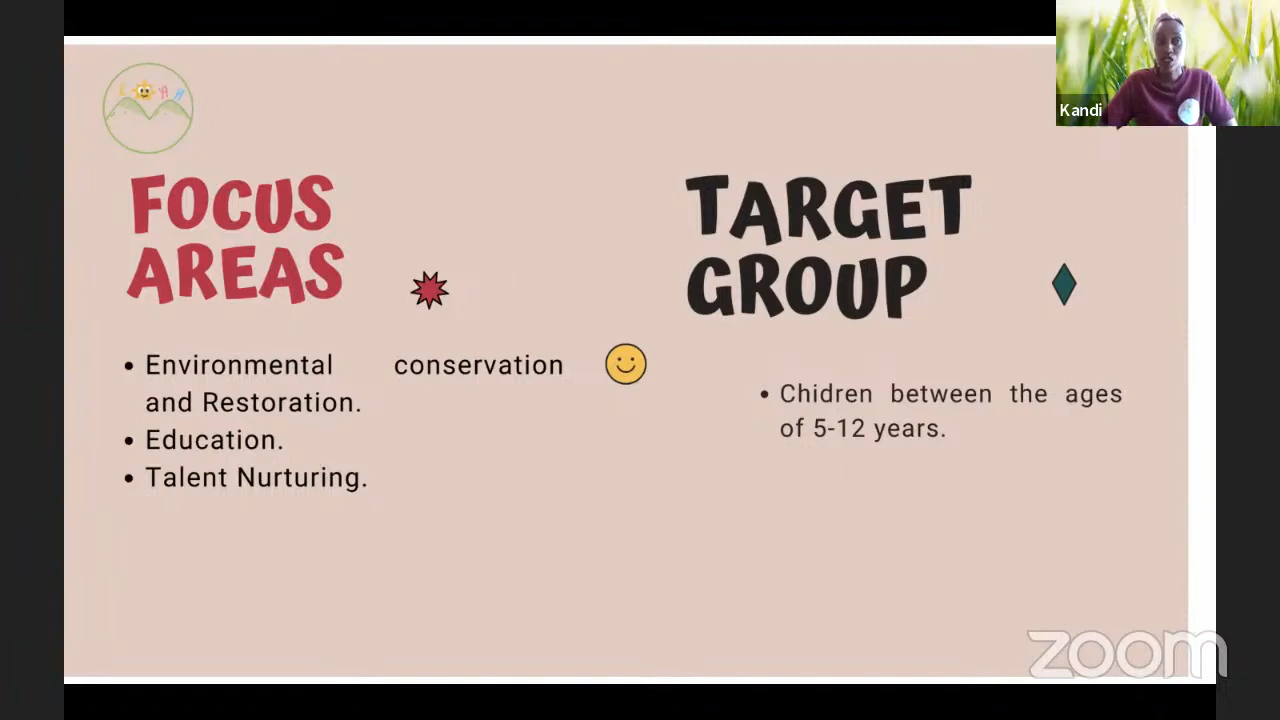 Kandi
FOCUS
AREAS
• Environmental conservation
and Restoration.
• Education.
• Talent Nurturing.
TARGET
GROUP
• Chidren between the ages
of 5-12 years.
zoom